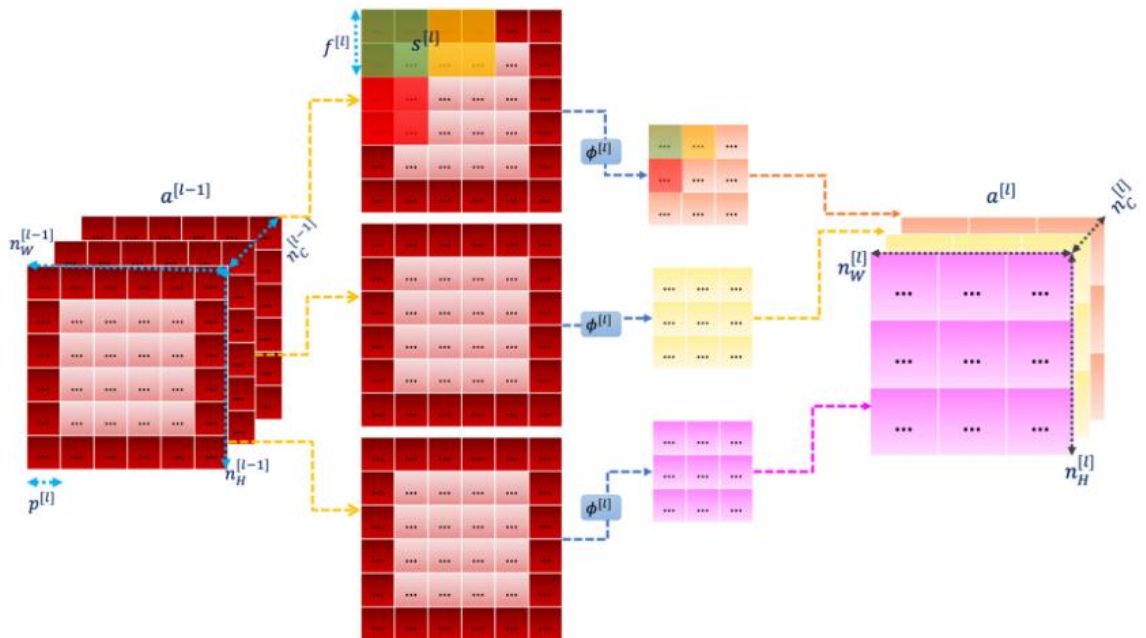 f^[l]
s^[l]
ϕ^[l]
a^[l-1]
a^[l]
n_W^[l-1]
n_C^[l-1]
n_C^[l]
n_W^[l]
ϕ^[l]
n_H^[l-1]
n_H^[l]
p^[l]
ϕ^[l]